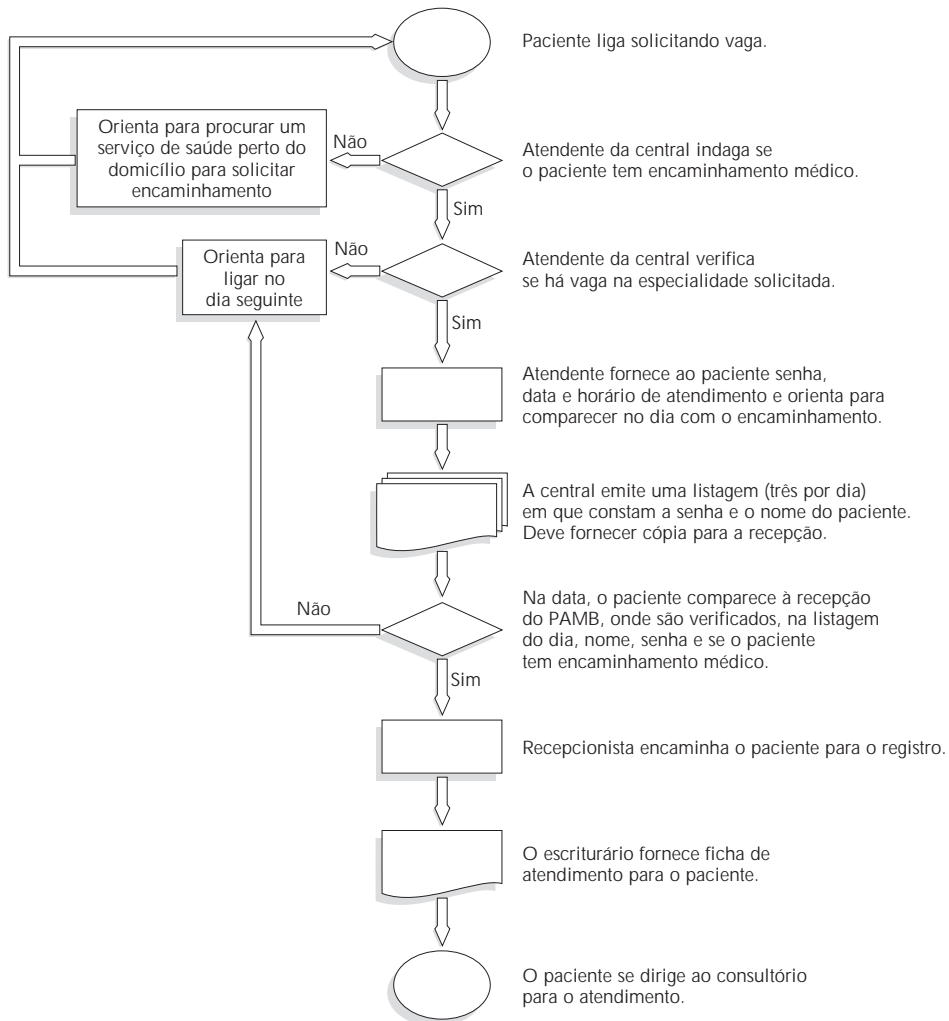 Paciente liga solicitando vaga.
Orienta para procurar um
serviço de saúde perto do
domicílio para solicitar
encaminhamento
Não
Atendente da central indaga se
o paciente tem encaminhamento médico.
Sim
Orienta para
ligar no
dia seguinte
Não
Atendente da central verifica
se há vaga na especialidade solicitada.
Sim
Atendente fornece ao paciente senha,
data e horário de atendimento e orienta para
comparecer no dia com o encaminhamento.
A central emite uma listagem (três por dia)
em que constam a senha e o nome do paciente.
Deve fornecer cópia para a recepção.
Não
Na data, o paciente comparece à recepção
do PAMB, onde são verificados, na listagem
do dia, nome, senha e se o paciente
tem encaminhamento médico.
Sim
Recepcionista encaminha o paciente para o registro.
O escriturário fornece ficha de
atendimento para o paciente.
O paciente se dirige ao consultório
para o atendimento.